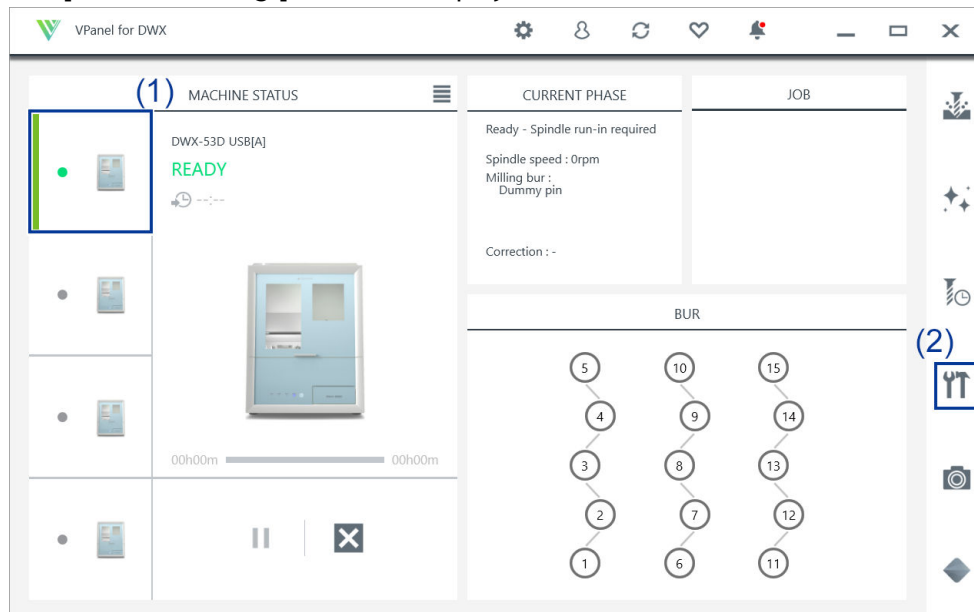 VPanel for DWX
(1)
MACHINE STATUS
DWX-53D USB[A]
READY
--:--
00h00m
00h00m
CURRENT PHASE
Ready - Spindle run-in required
Spindle speed : 0rpm
Milling bur :
Dummy pin
Correction : -
JOB
BUR
5 10 15
4 9 14
3 8 13
2 7 12
1 6 11
(2)